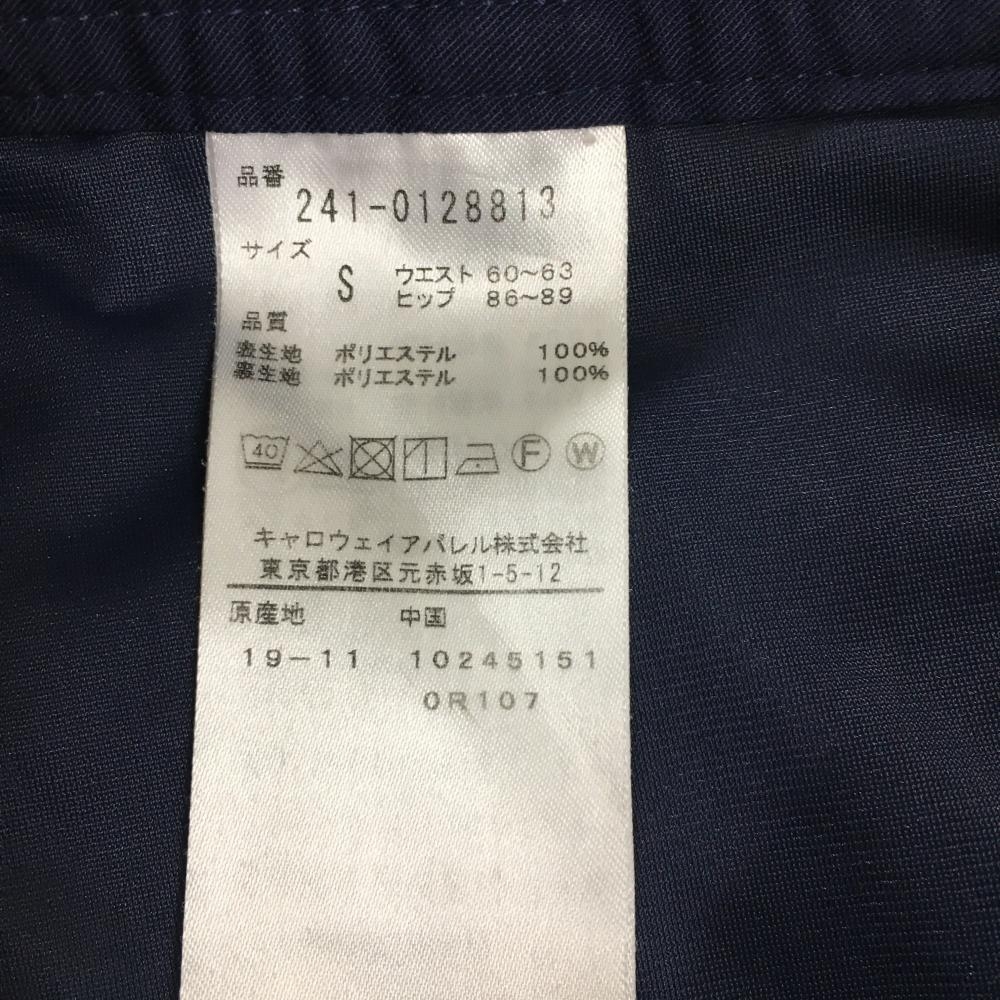 品番
241-0128813
サイズ
S ウエスト 60~63
ヒップ 86~89
品質
表生地 ポリエステル 100%
裏生地 ポリエステル 100%
40 F W
キャロウェイアパレル株式会社
東京都港区元赤坂1-5-12
原産地 中国
19-11 10245151
0R107